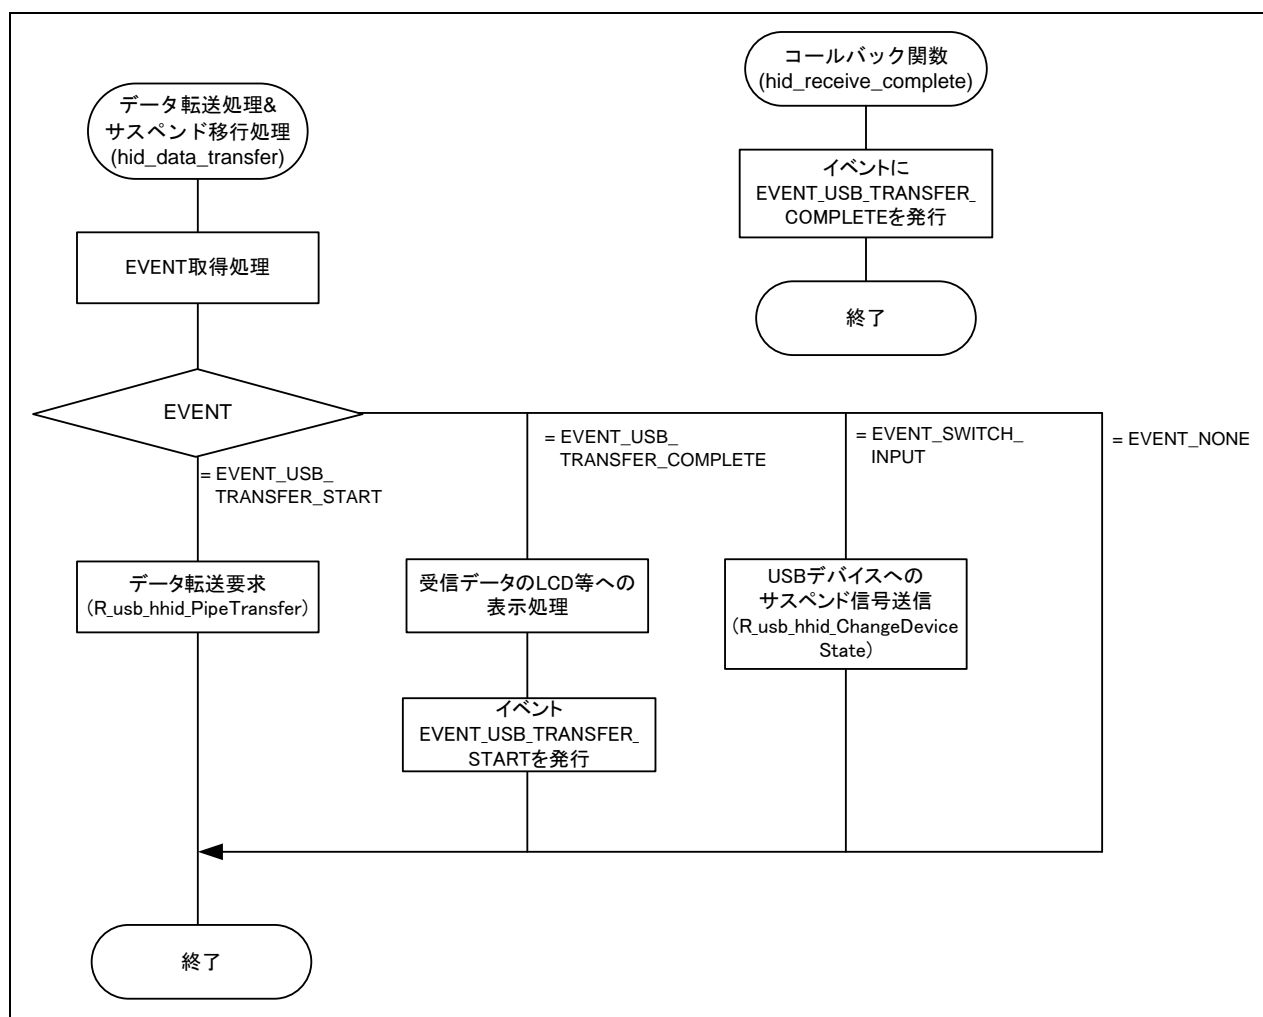 データ転送処理&
サスペンド移行処理
(hid_data_transfer)
EVENT取得処理
EVENT
= EVENT_USB_
TRANSFER_START
= EVENT_USB_
TRANSFER_COMPLETE
= EVENT_SWITCH_
INPUT
= EVENT_NONE
データ転送要求
(R_usb_hhid_PipeTransfer)
受信データのLCD等への
表示処理
イベント
EVENT_USB_TRANSFER_
STARTを発行
USBデバイスへの
サスペンド信号送信
(R_usb_hhid_ChangeDevice
State)
終了
コールバック関数
(hid_receive_complete)
イベントに
EVENT_USB_TRANSFER_
COMPLETEを発行
終了